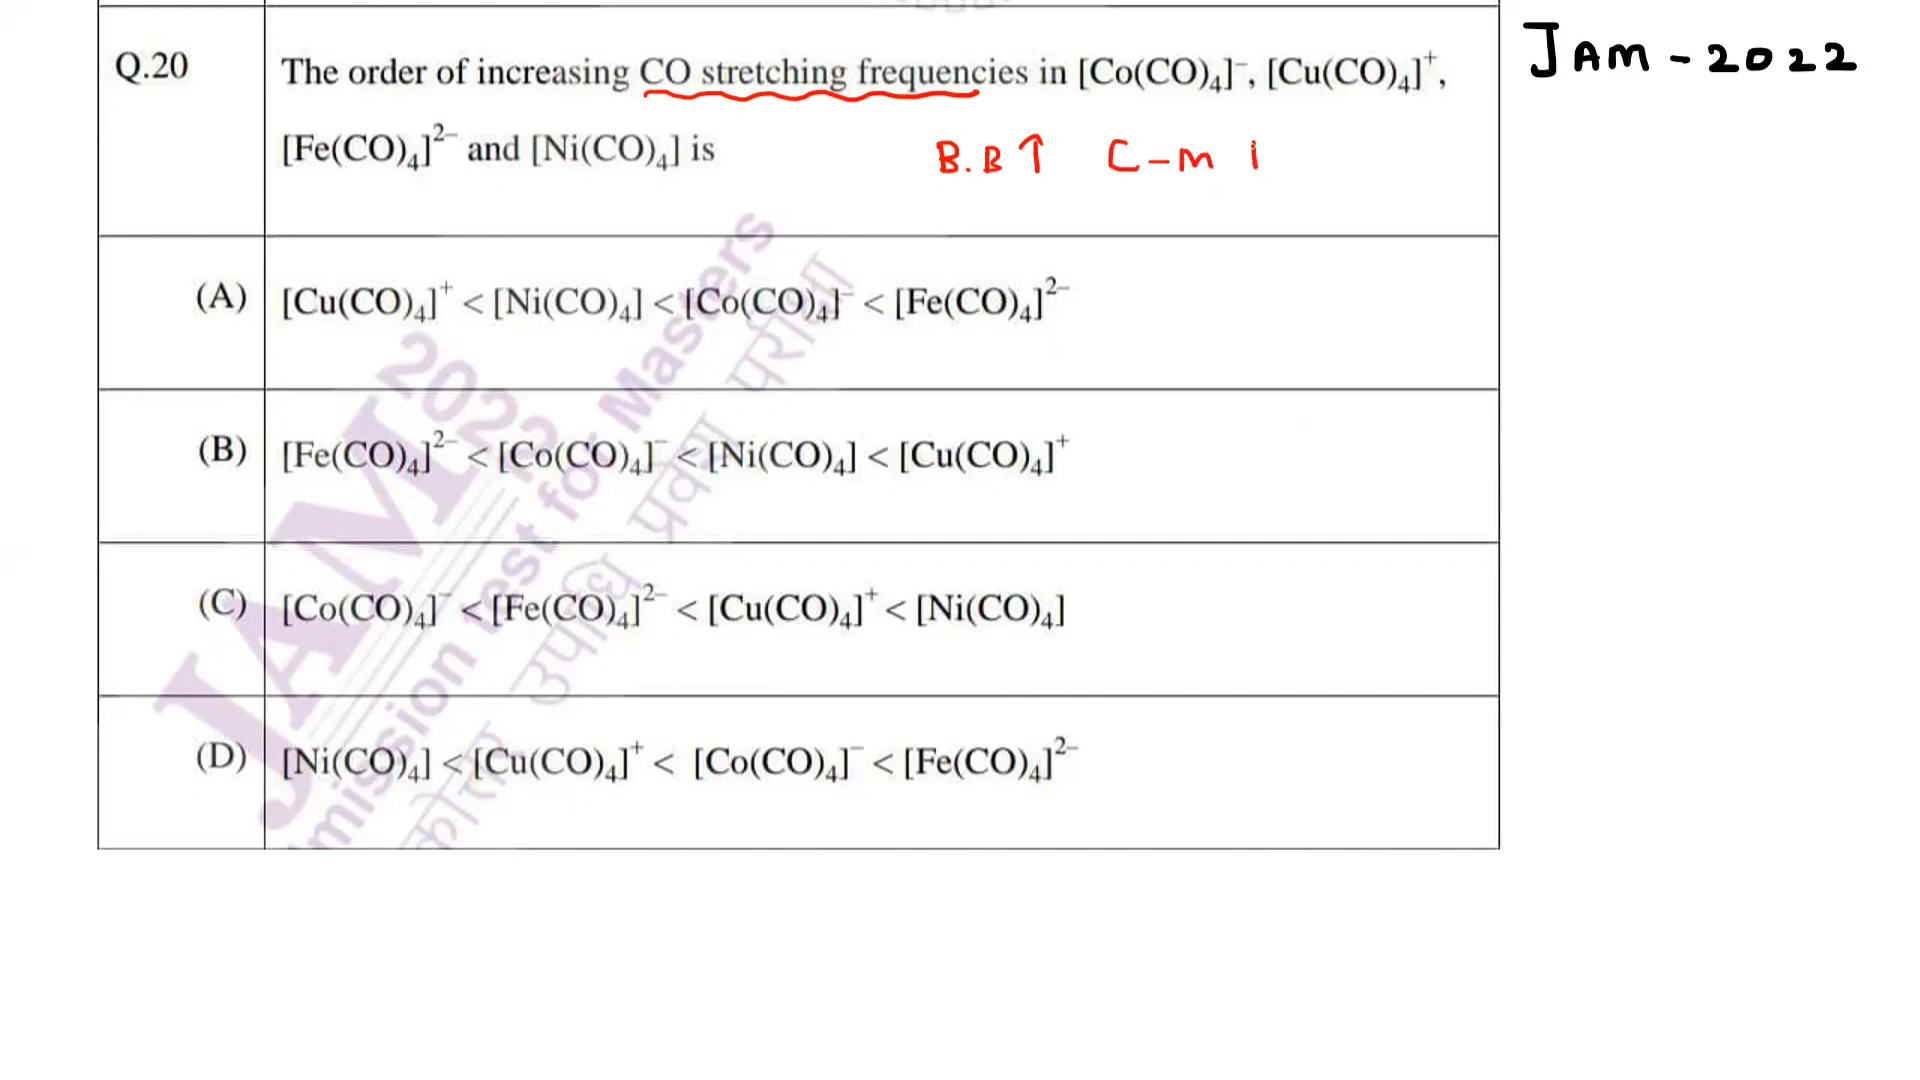 JAM - 2022
Q.20 The order of increasing CO stretching frequencies in [Co(CO)₄]⁻, [Cu(CO)₄]⁺,
[Fe(CO)₄]²⁻ and [Ni(CO)₄] is
B.B ↑ C-M I
(A) [Cu(CO)₄]⁺ < [Ni(CO)₄] < [Co(CO)₄]⁻ < [Fe(CO)₄]²⁻
(B) [Fe(CO)₄]²⁻ < [Co(CO)₄]⁻ < [Ni(CO)₄] < [Cu(CO)₄]⁺
(C) [Co(CO)₄]⁻ < [Fe(CO)₄]²⁻ < [Cu(CO)₄]⁺ < [Ni(CO)₄]
(D) [Ni(CO)₄] < [Cu(CO)₄]⁺ < [Co(CO)₄]⁻ < [Fe(CO)₄]²⁻
JAM 2022
for Masters